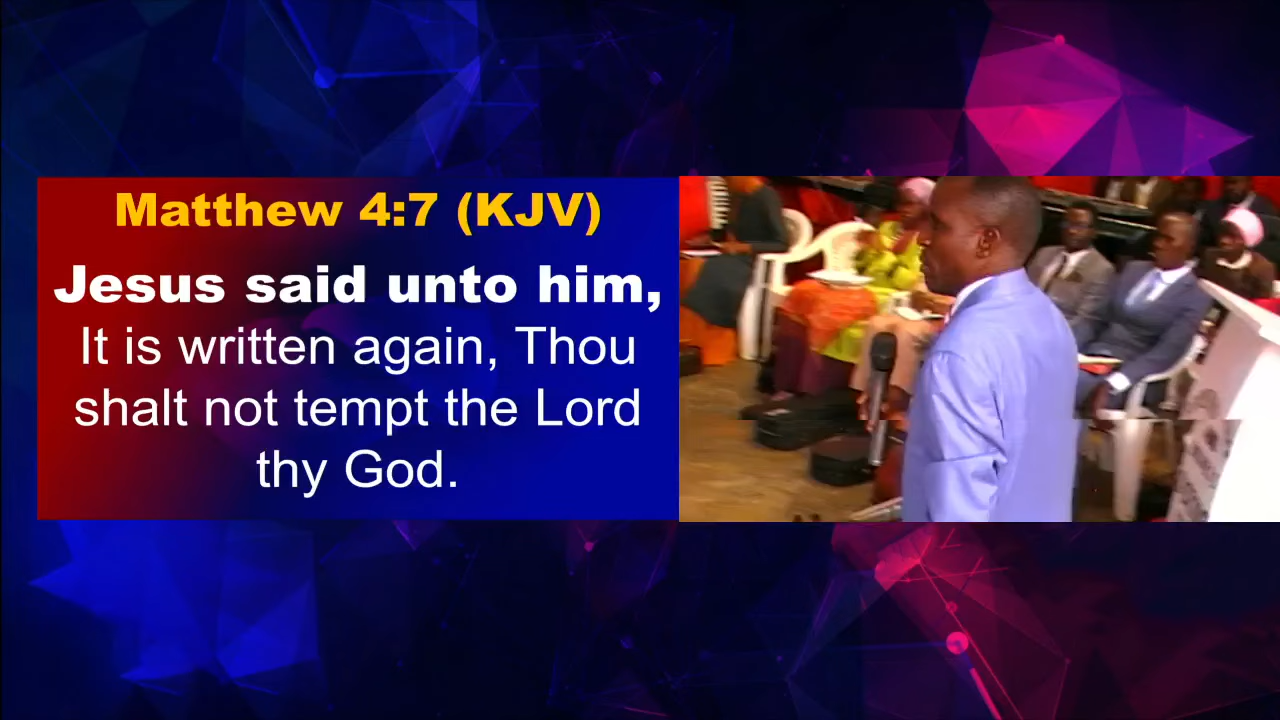 Matthew 4:7 (KJV)
Jesus said unto him,
It is written again, Thou
shalt not tempt the Lord
thy God.